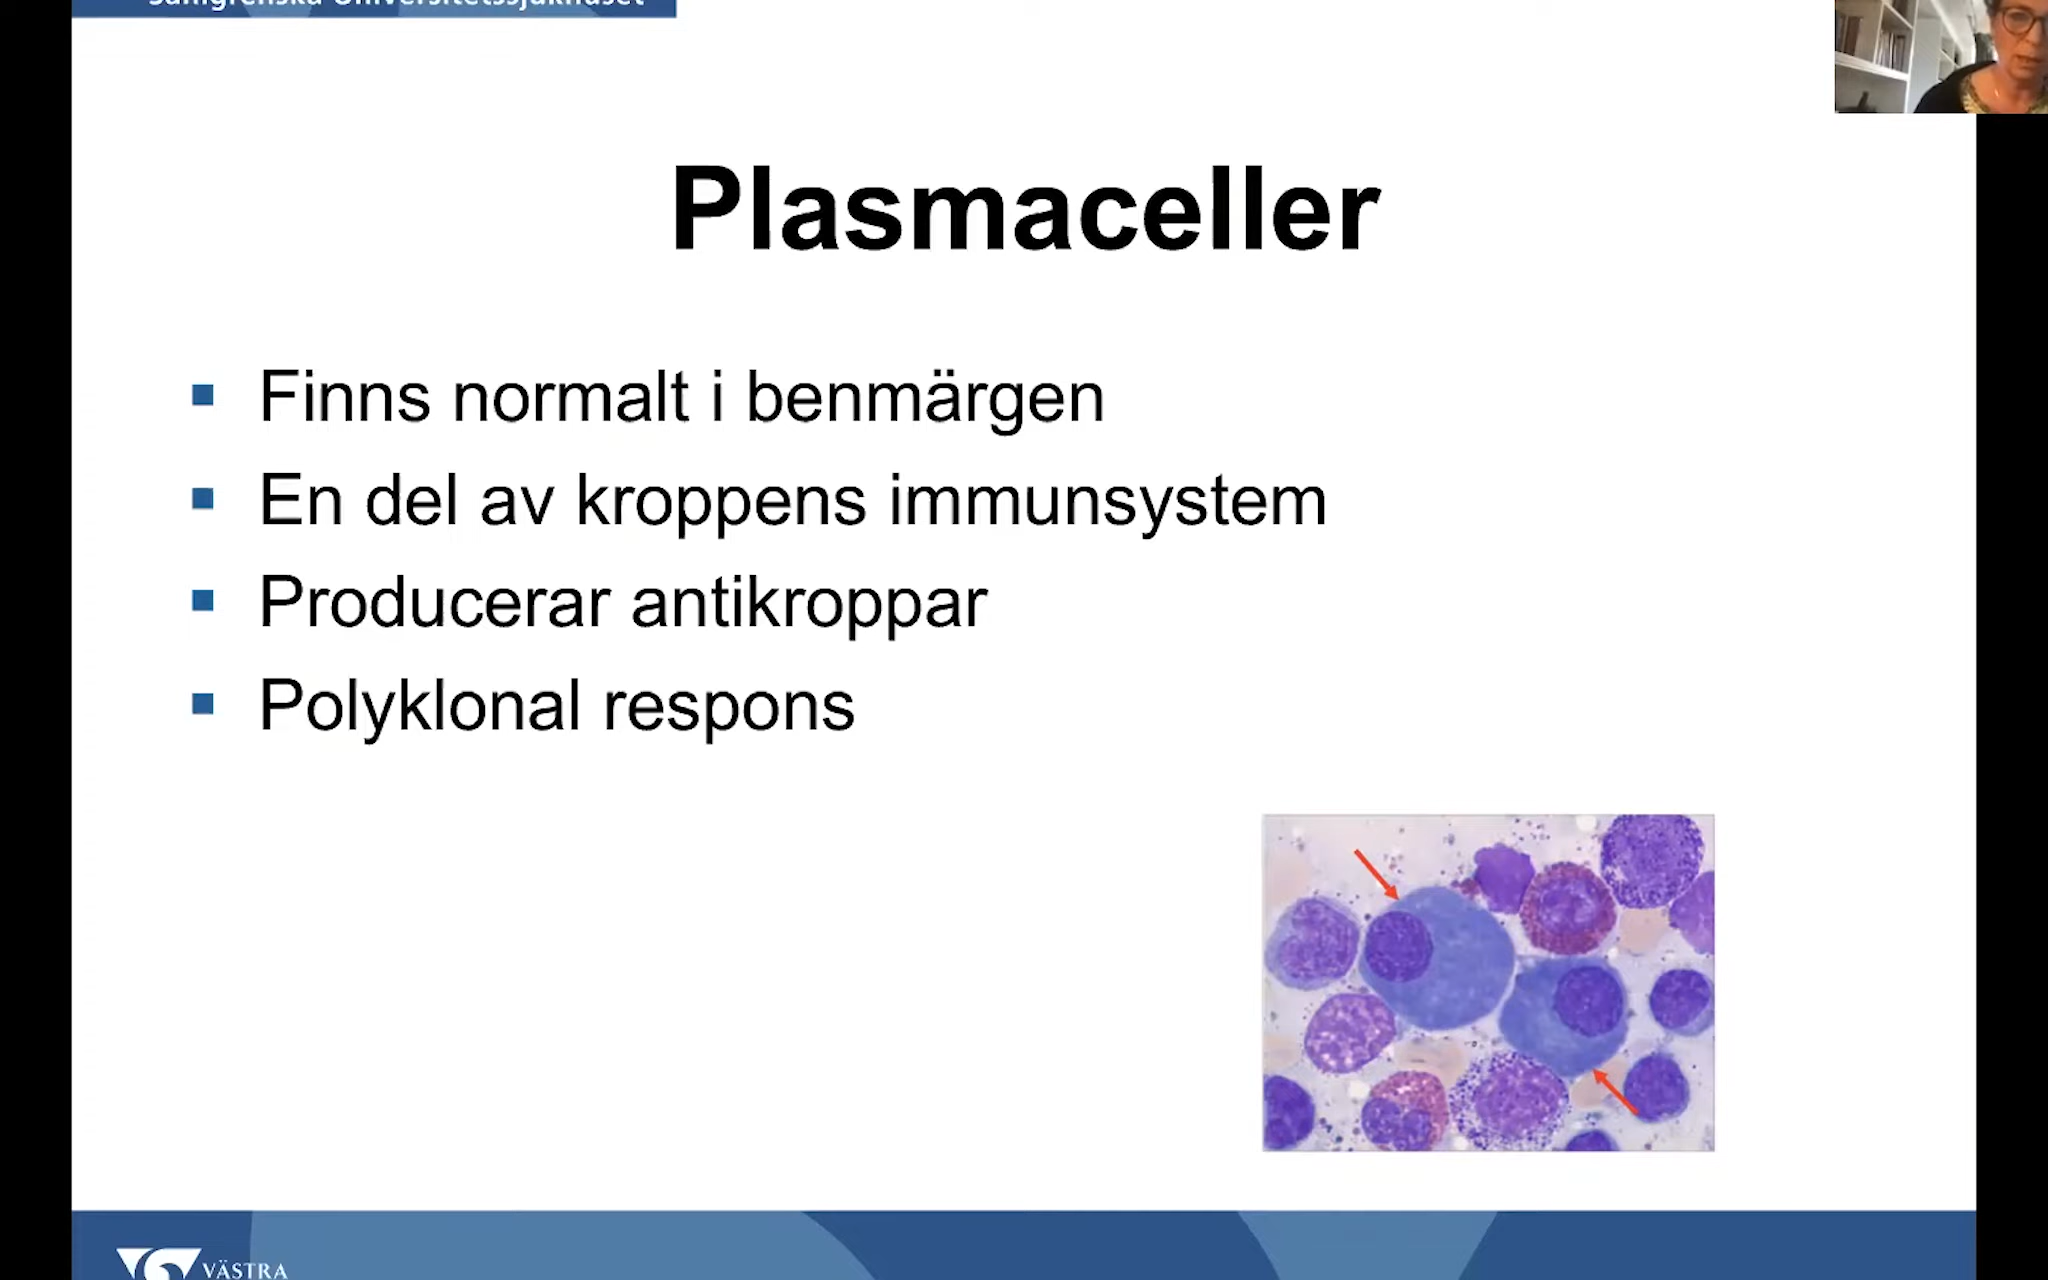 Sahlgrenska Universitetssjukhuset
Plasmaceller
Finns normalt i benmärgen
En del av kroppens immunsystem
Producerar antikroppar
Polyklonal respons
VÄSTRA